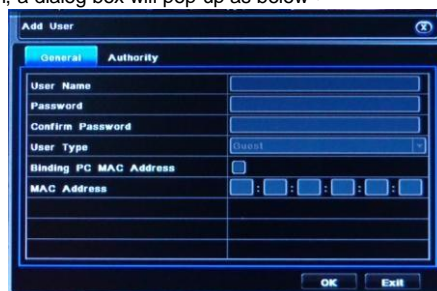 a dialog box will pop-up as below
Add User
General Authority
User Name
Password
Confirm Password
User Type Guest
Binding PC MAC Address
MAC Address : : : : :
OK Exit